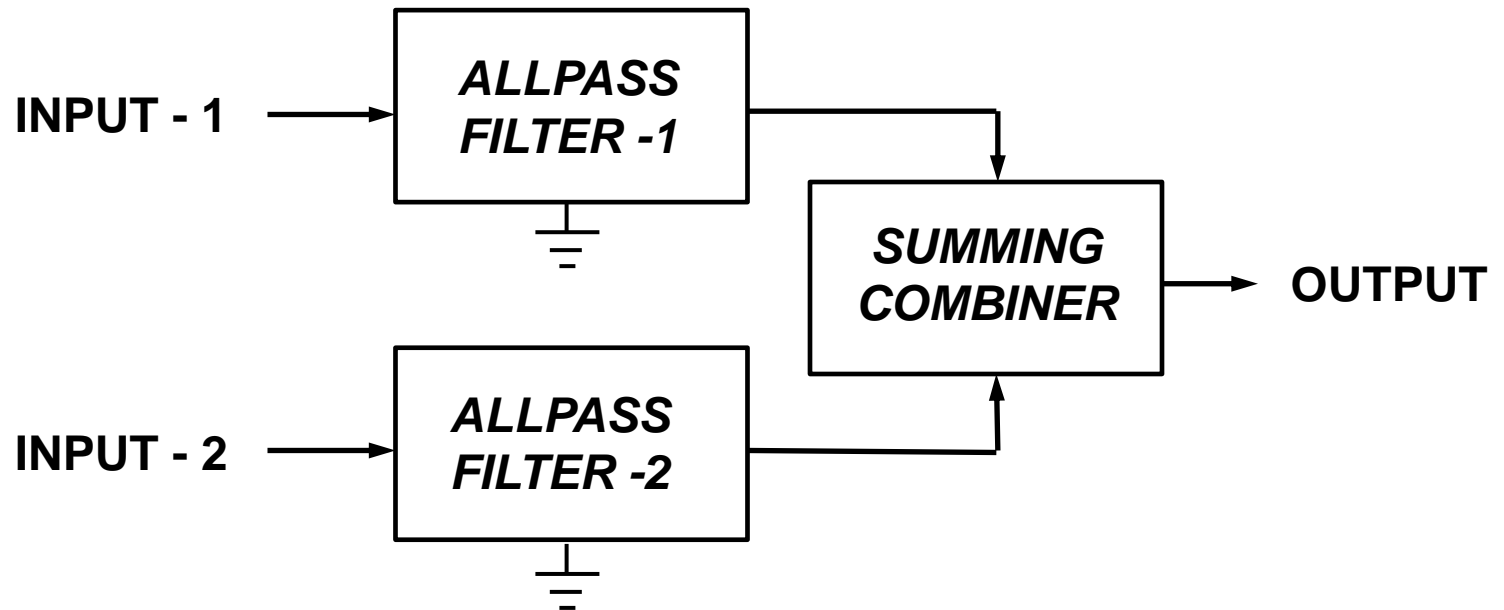 INPUT - 1
ALLPASS
FILTER -1
SUMMING
COMBINER
OUTPUT
INPUT - 2
ALLPASS
FILTER -2